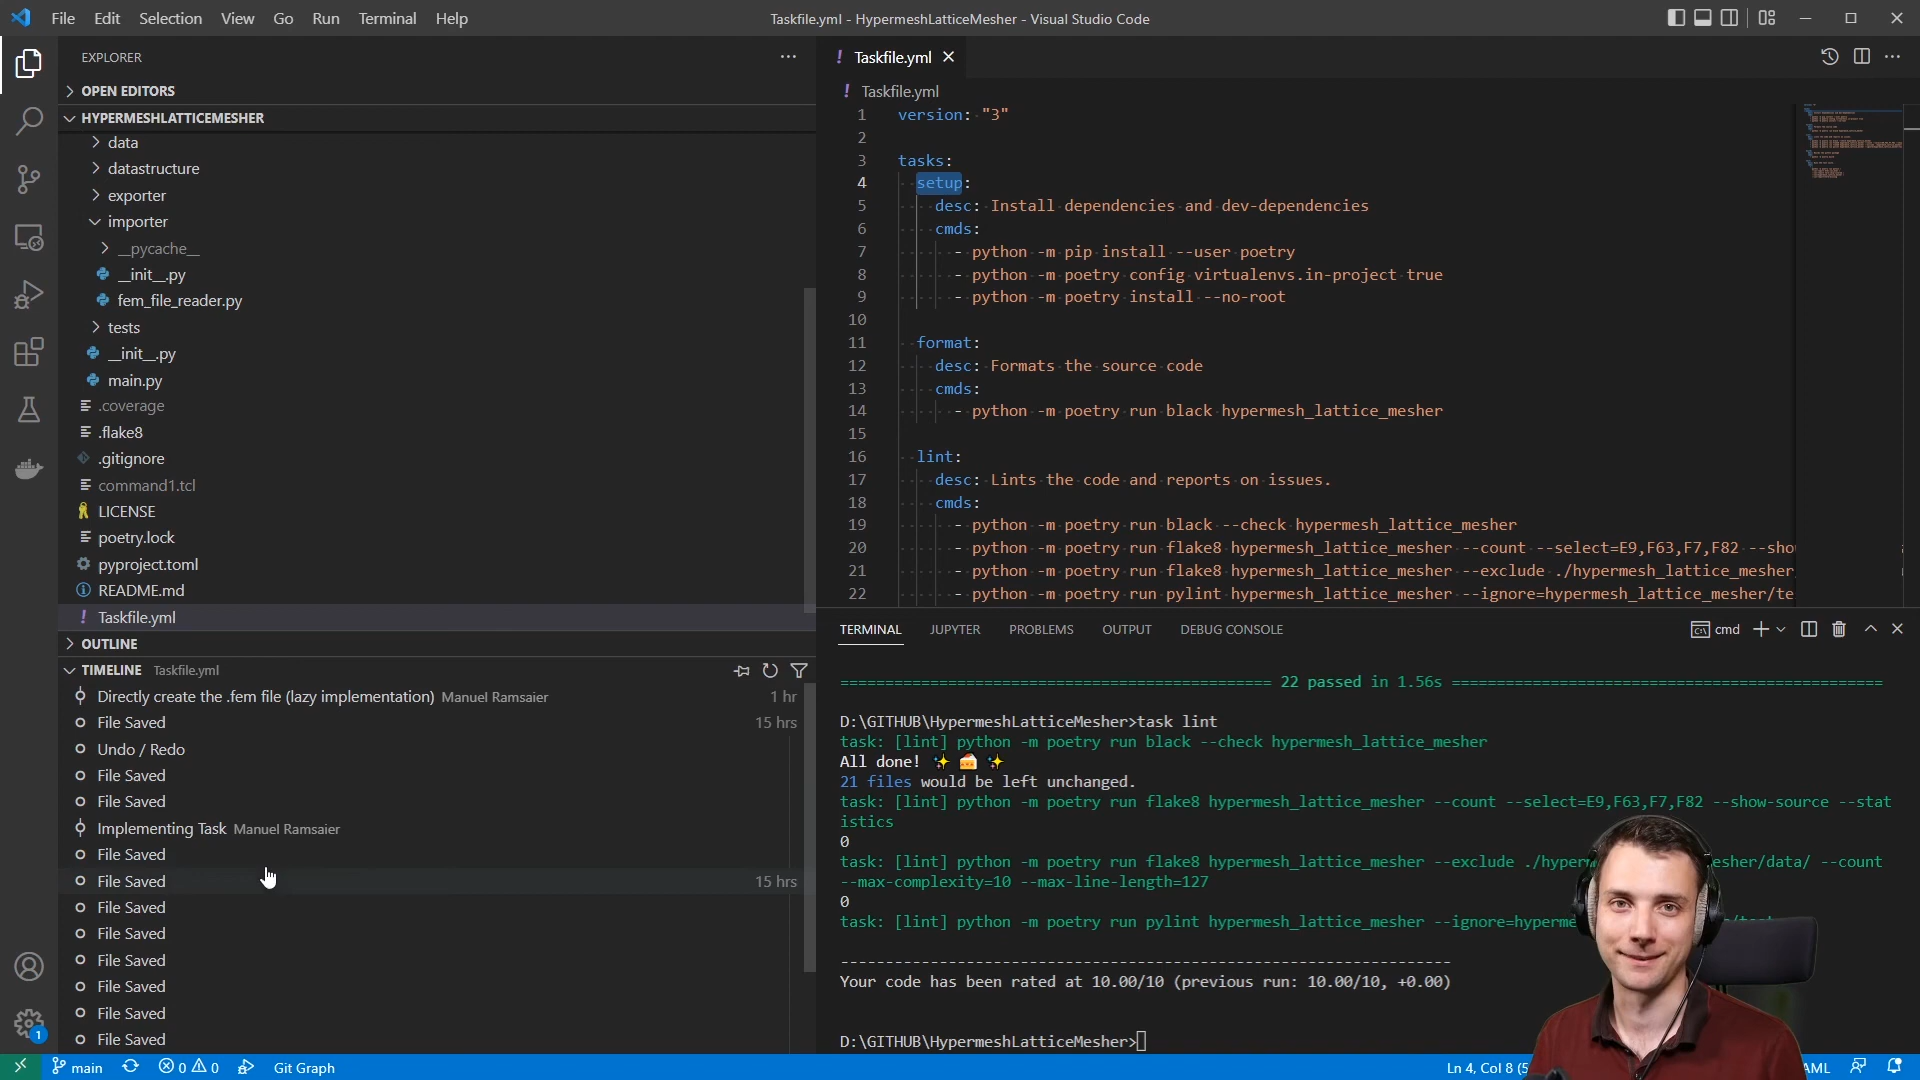 File Edit Selection View Go Run Terminal Help
Taskfile.yml - HypermeshLatticeMesher - Visual Studio Code
EXPLORER
OPEN EDITORS
HYPERMESHLATTICEMESHER
data
datastructure
exporter
importer
__pycache__
__init__.py
fem_file_reader.py
tests
__init__.py
main.py
.coverage
.flake8
.gitignore
command1.tcl
LICENSE
poetry.lock
pyproject.toml
README.md
! Taskfile.yml
OUTLINE
TIMELINE Taskfile.yml
Directly create the .fem file (lazy implementation) Manuel Ramsaier 1 hr
File Saved 15 hrs
Undo / Redo
File Saved
File Saved
Implementing Task Manuel Ramsaier
File Saved
File Saved 15 hrs
File Saved
File Saved
File Saved
File Saved
File Saved
File Saved
! Taskfile.yml
! Taskfile.yml
1 version: "3"
2
3 tasks:
4 setup:
5 desc: Install dependencies and dev-dependencies
6 cmds:
7 - python -m pip install --user poetry
8 - python -m poetry config virtualenvs.in-project true
9 - python -m poetry install --no-root
10
11 format:
12 desc: Formats the source code
13 cmds:
14 - python -m poetry run black hypermesh_lattice_mesher
15
16 lint:
17 desc: Lints the code and reports on issues.
18 cmds:
19 - python -m poetry run black --check hypermesh_lattice_mesher
20 - python -m poetry run flake8 hypermesh_lattice_mesher --count --select=E9,F63,F7,F82 --sho
21 - python -m poetry run flake8 hypermesh_lattice_mesher --exclude ./hypermesh_lattice_mesher/
22 - python -m poetry run pylint hypermesh_lattice_mesher --ignore=hypermesh_lattice_mesher/te
TERMINAL JUPYTER PROBLEMS OUTPUT DEBUG CONSOLE
cmd
22 passed in 1.56s
D:\GITHUB\HypermeshLatticeMesher>task lint
task: [lint] python -m poetry run black --check hypermesh_lattice_mesher
All done! ✨ 🍰 ✨
21 files would be left unchanged.
task: [lint] python -m poetry run flake8 hypermesh_lattice_mesher --count --select=E9,F63,F7,F82 --show-source --stat
istics
0
task: [lint] python -m poetry run flake8 hypermesh_lattice_mesher --exclude ./hyperm esher/data/ --count
--max-complexity=10 --max-line-length=127
0
task: [lint] python -m poetry run pylint hypermesh_lattice_mesher --ignore=hyperme
Your code has been rated at 10.00/10 (previous run: 10.00/10, +0.00)
D:\GITHUB\HypermeshLatticeMesher>
1
main 0 0 Git Graph
Ln 4, Col 8 (5
AML